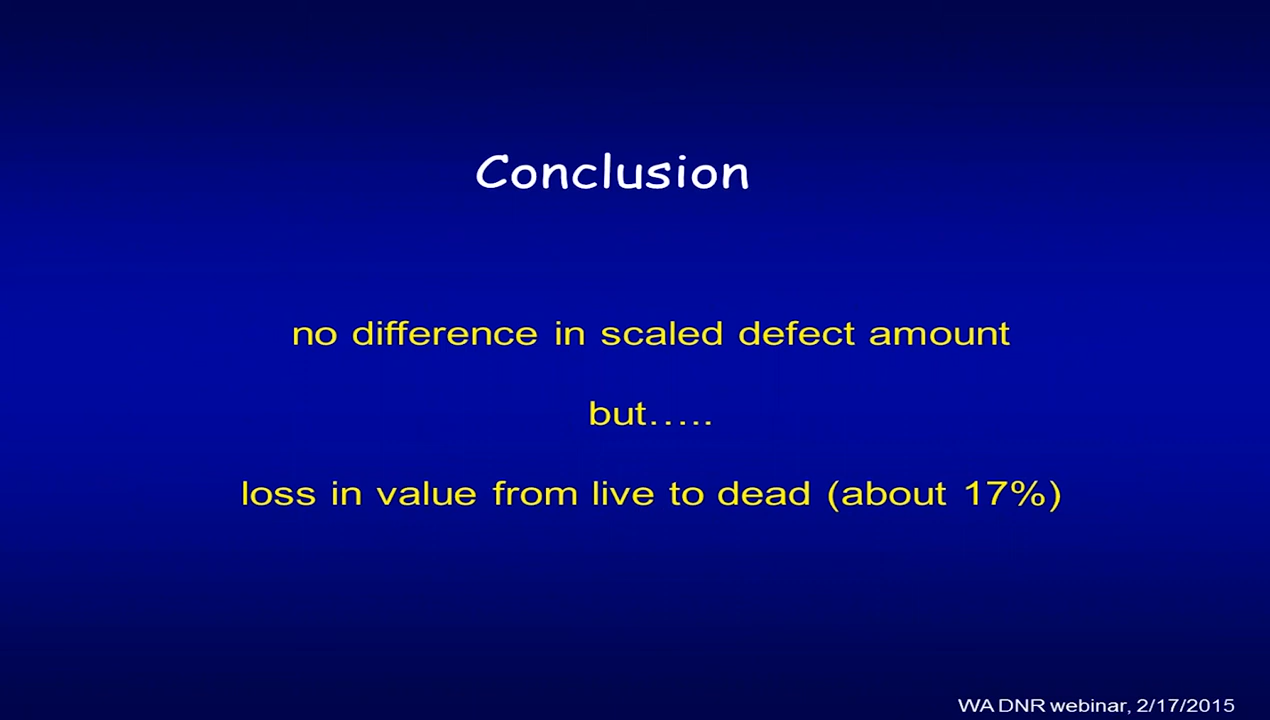 Conclusion
no difference in scaled defect amount
but…..
loss in value from live to dead (about 17%)
WA DNR webinar, 2/17/2015